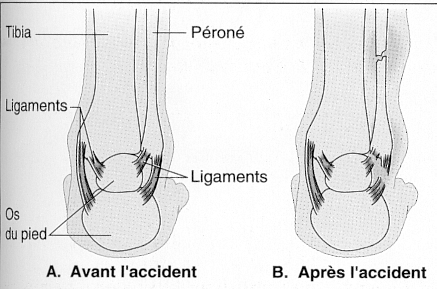 Tibia
Péroné
Ligaments
Ligaments
Os
du pied
A. Avant l'accident
B. Après l'accident